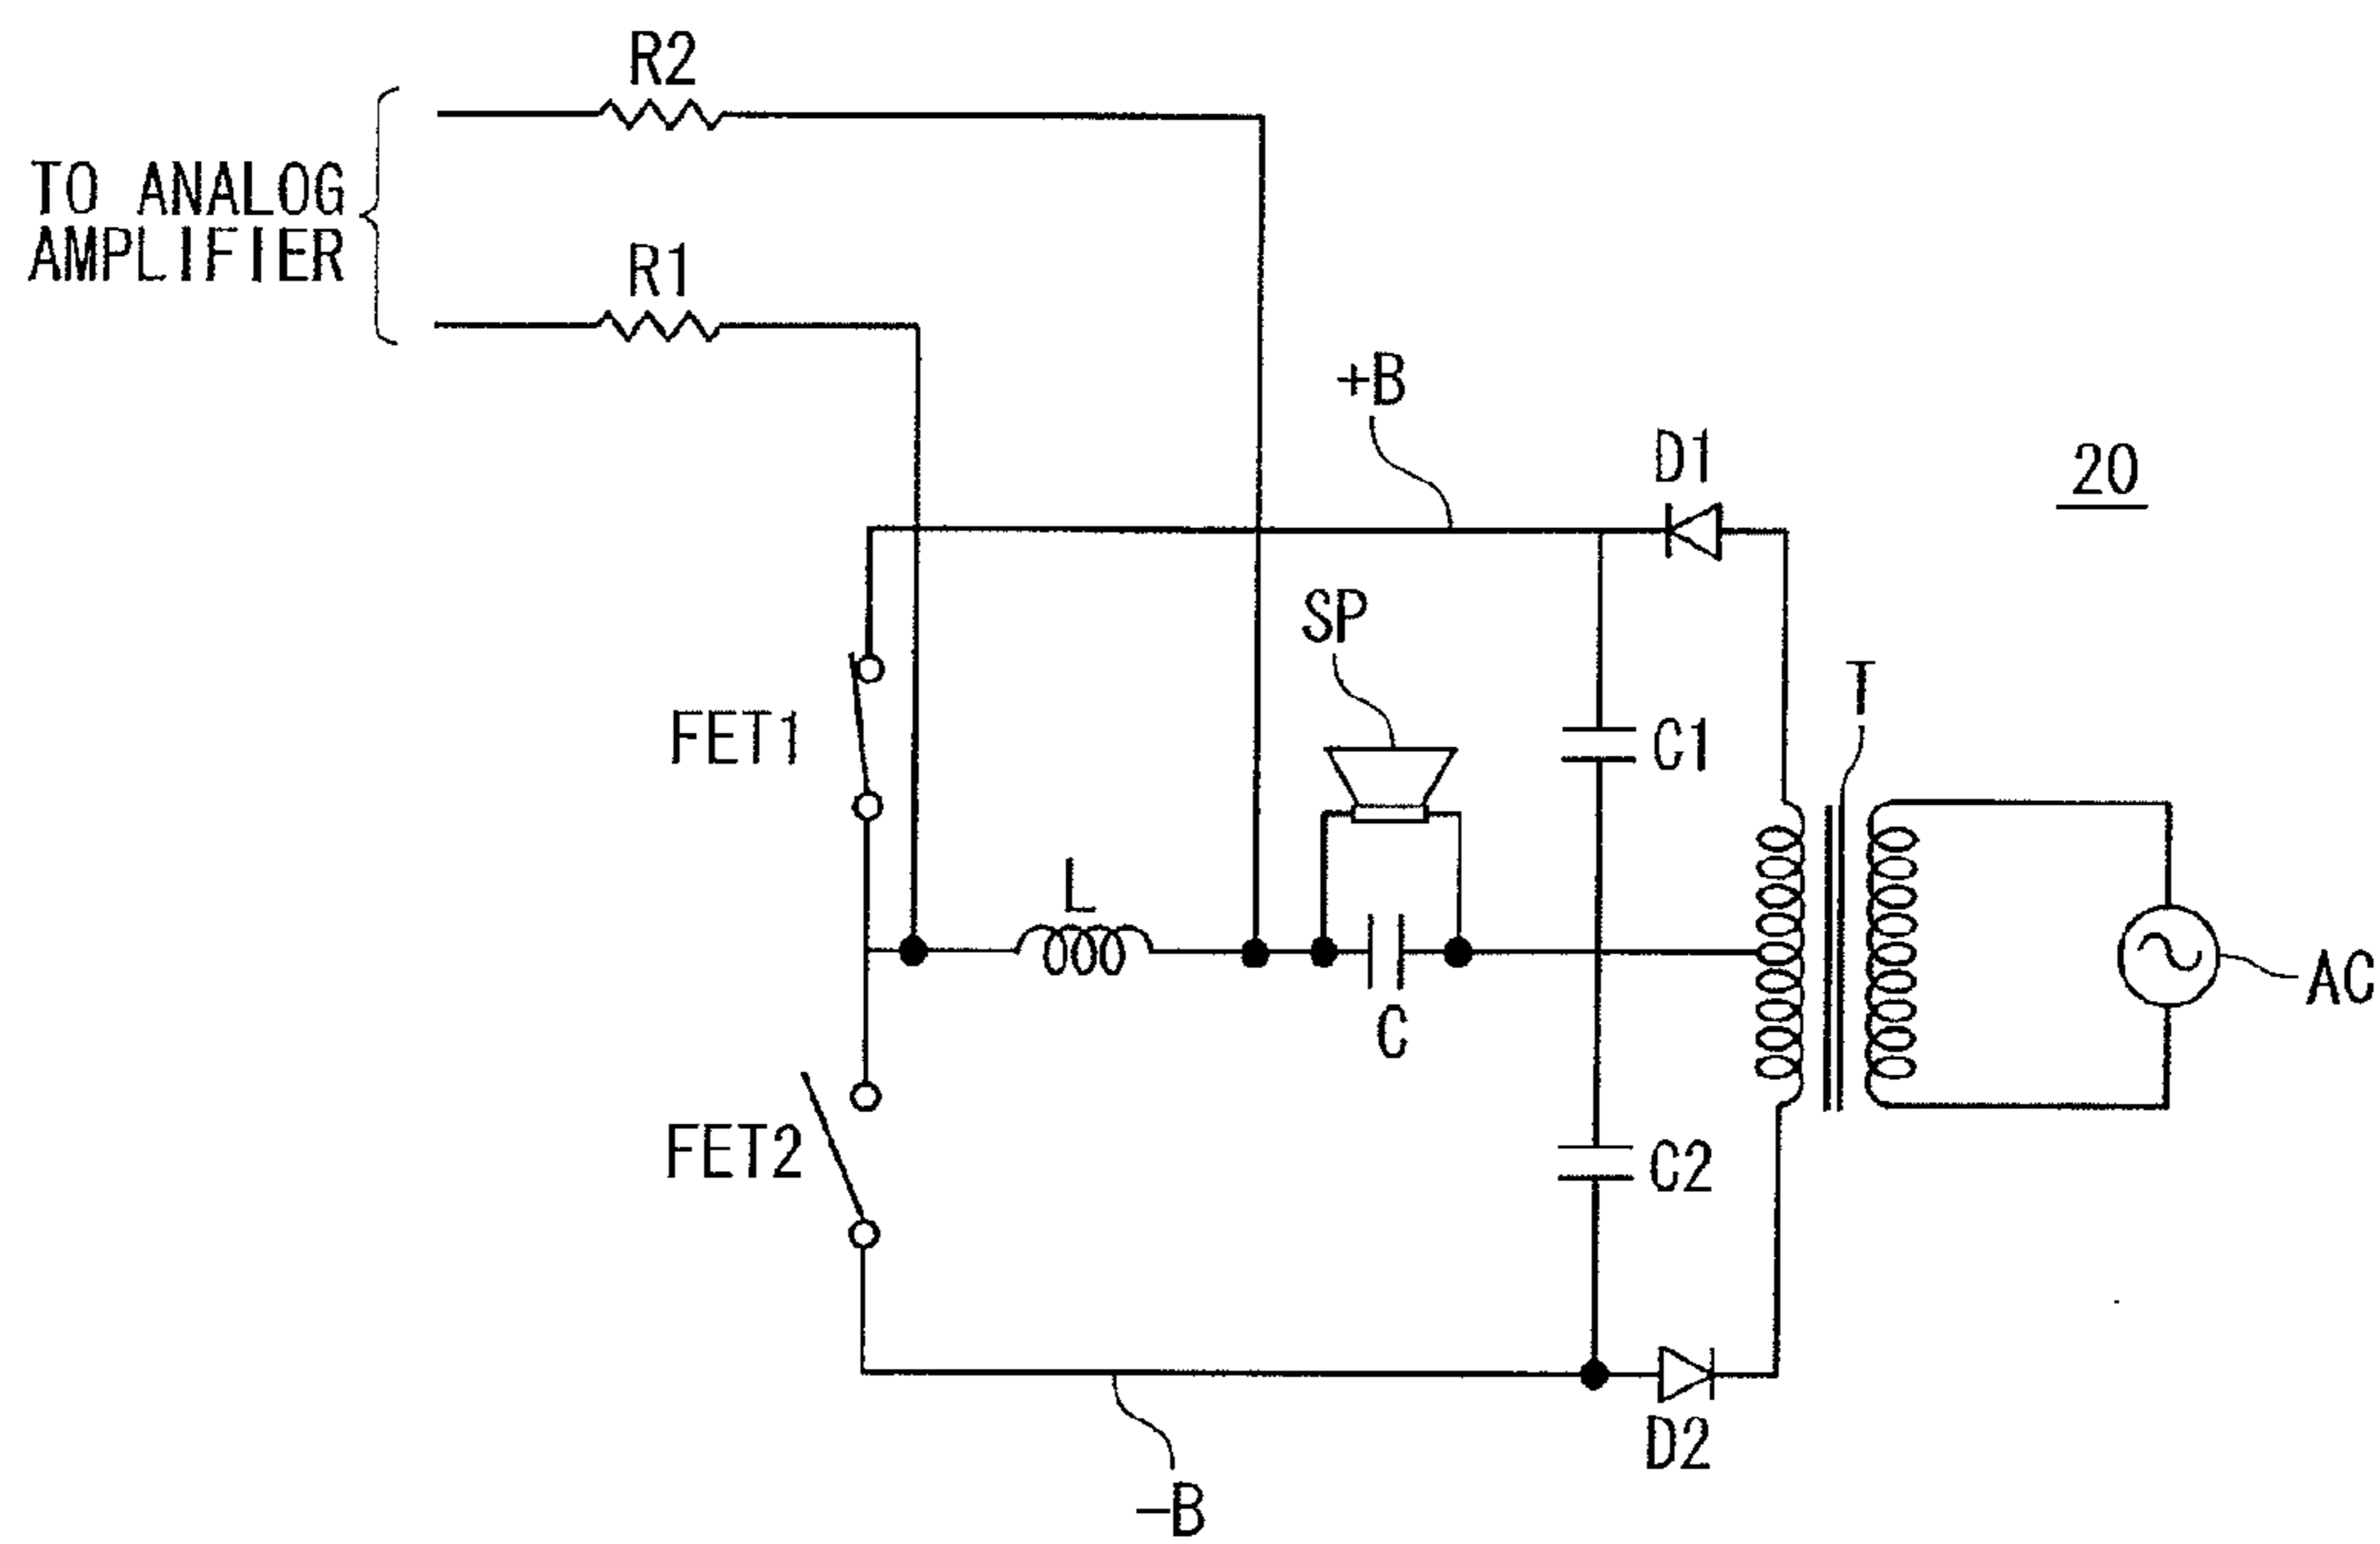 R2
TO ANALOG
AMPLIFIER
R1
+B
D1
20
SP
T
FET1
C1
L
AC
C
FET2
C2
D2
-B